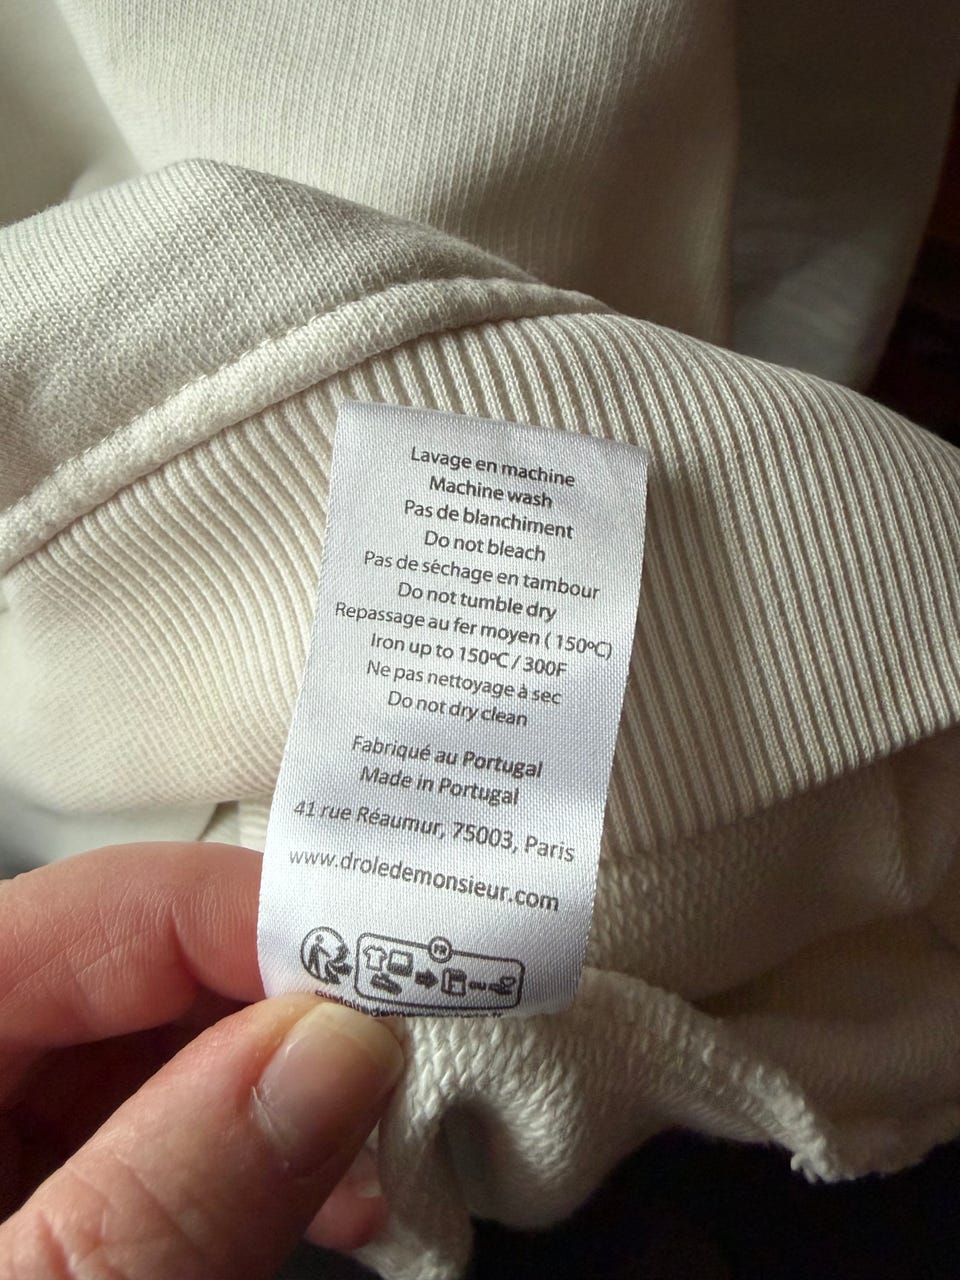 Lavage en machine
Machine wash
Pas de blanchiment
Do not bleach
Pas de séchage en tambour
Do not tumble dry
Repassage au fer moyen ( 150ºC)
Iron up to 150ºC / 300F
Ne pas nettoyage à sec
Do not dry clean
Fabriqué au Portugal
Made in Portugal
41 rue Réaumur, 75003, Paris
www.droledemonsieur.com
FR
ou